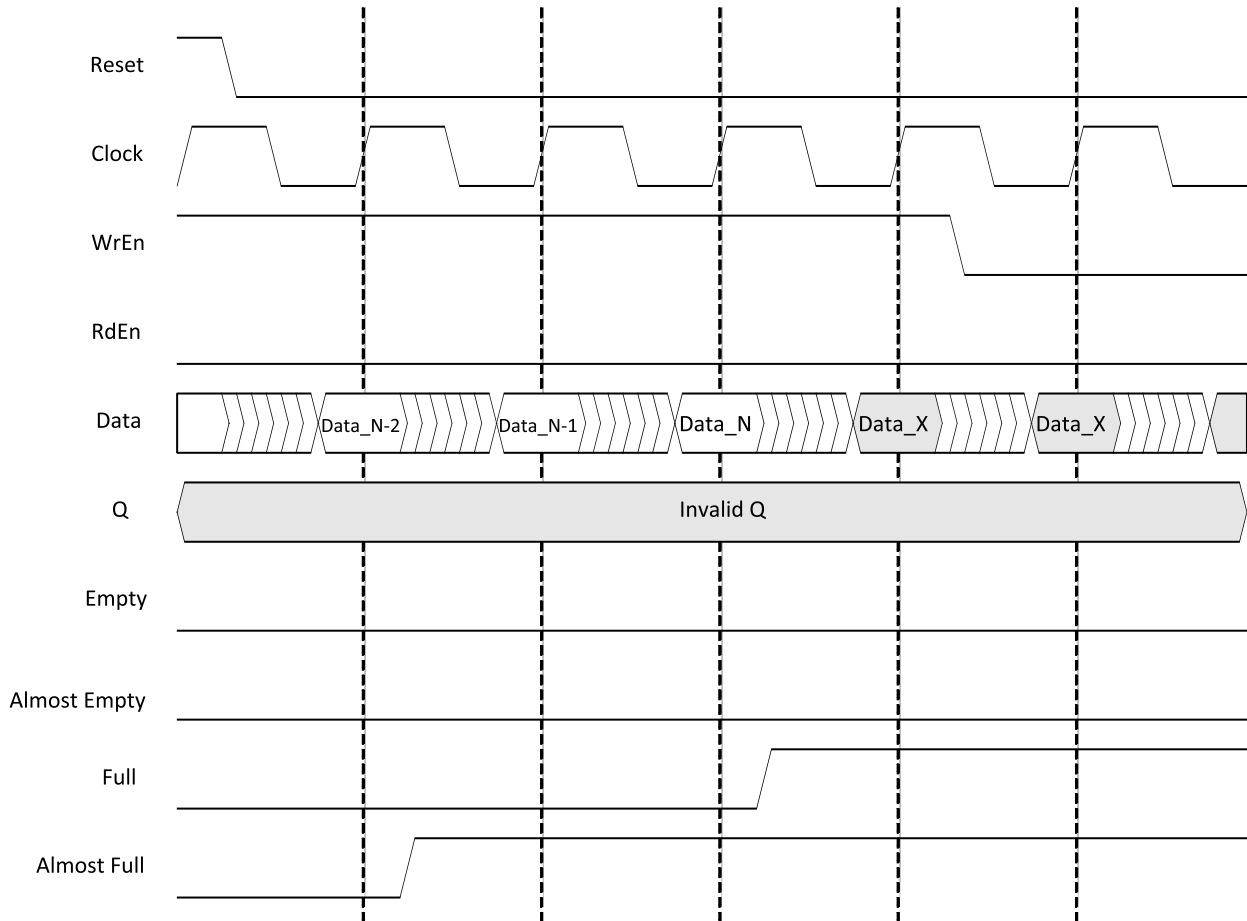 Reset
Clock
WrEn
RdEn
Data
Data_N-2
Data_N-1
Data_N
Data_X
Data_X
Q
Invalid Q
Empty
Almost Empty
Full
Almost Full